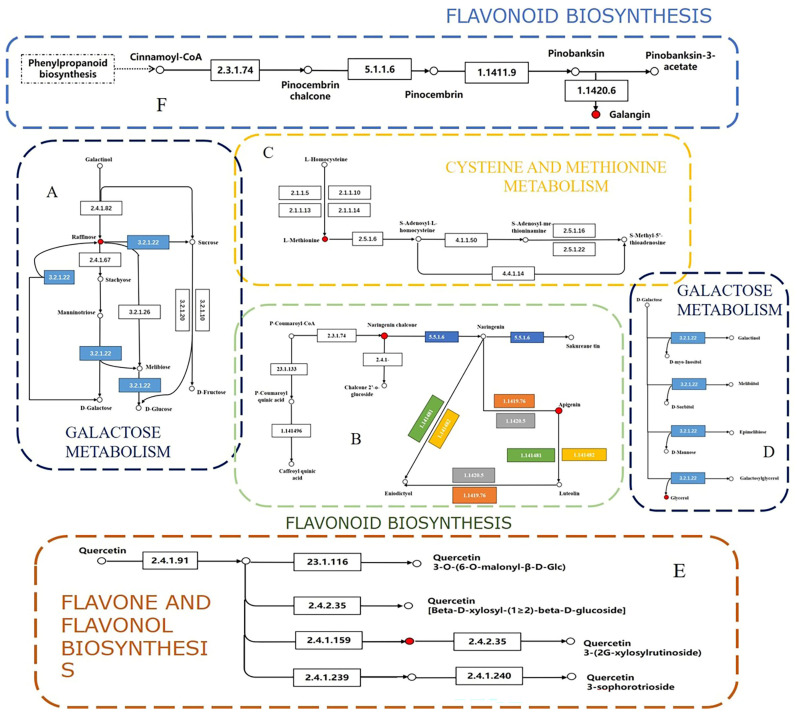 FLAVONOID BIOSYNTHESIS
Phenylpropanoid
biosynthesis
Cinnamoyl-CoA
2.3.1.74
Pinocembrin
chalcone
5.1.1.6
Pinocembrin
1.1411.9
Pinobanksin
Pinobanksin-3-
acetate
1.1420.6
Galangin
F
A
Galactinol
2.4.1.82
Raffinose
3.2.1.22
Sucrose
2.4.1.67
3.2.1.22
Stachyose
Manninotriose
3.2.1.26
3.2.1.20
3.2.1.10
3.2.1.22
Melibiose
3.2.1.22
D-Galactose
D-Glucose
D-Fructose
GALACTOSE
METABOLISM
C
CYSTEINE AND METHIONINE
METABOLISM
L-Homocysteine
2.1.1.5
2.1.1.10
2.1.1.13
2.1.1.14
L-Methionine
2.5.1.6
S-Adenosyl-L-
homocysteine
4.1.1.50
S-Adenosyl-me
thioninamine
2.5.1.16
2.5.1.22
S-Methyl-5'-
thioadenosine
4.4.1.14
B
P-Coumaroyl-CoA
2.3.1.74
Naringenin chalcone
5.5.1.6
Naringenin
5.5.1.6
Sakurane tin
23.1.133
2.4.1-
Chalcone 2'-o.
glucoside
P-Coumaroyl
quinic acid
1.141496
Caffeoyl quinic
acid
1.1419.76
1.1420.5
Apigenin
1.141481
1.141482
1.141481
1.141482
1.1420.5
1.1419.76
Eriodictyol
Luteolin
FLAVONOID BIOSYNTHESIS
GALACTOSE
METABOLISM
D-Galactose
3.2.1.22
Galactinol
D-myo-Inositol
3.2.1.22
Melibiitol
D-Sorbitol
3.2.1.22
Epimelibiose
D-Mannose
D
3.2.1.22
Galactosylglycerol
Glycerol
E
Quercetin
2.4.1.91
23.1.116
Quercetin
3-O-(6-O-malonyl-β-D-Glc)
2.4.2.35
Quercetin
[Beta-D-xylosyl-(1≥2)-beta-D-glucoside]
2.4.1.159
2.4.2.35
Quercetin
3-(2G-xylosylrutinoside)
2.4.1.239
2.4.1.240
Quercetin
3-sophorotrioside
FLAVONE AND
FLAVONOL
BIOSYNTHESI
S